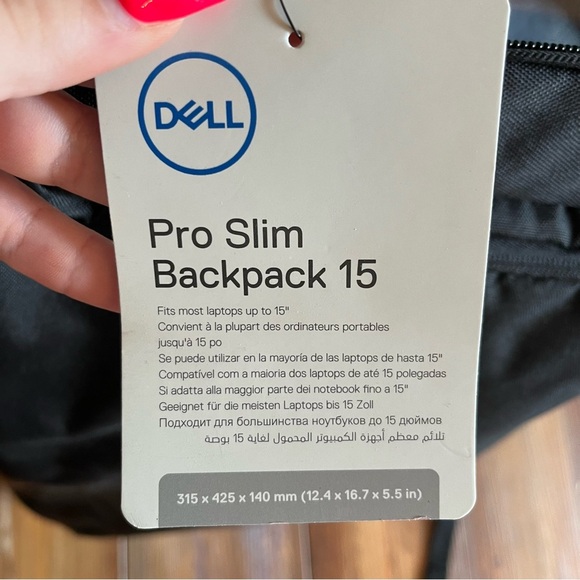 DELL
Pro Slim
Backpack 15
Fits most laptops up to 15"
Convient à la plupart des ordinateurs portables
jusqu'à 15 po
Se puede utilizar en la mayoría de las laptops de hasta 15"
Compatível com a maioria dos laptops de até 15 polegadas
Si adatta alla maggior parte dei notebook fino a 15"
Geeignet für die meisten Laptops bis 15 Zoll
Подходит для большинства ноутбуков до 15 дюймов
تلائم معظم أجهزة الكمبيوتر المحمول لغاية 15 بوصة
315 x 425 x 140 mm (12.4 x 16.7 x 5.5 in)